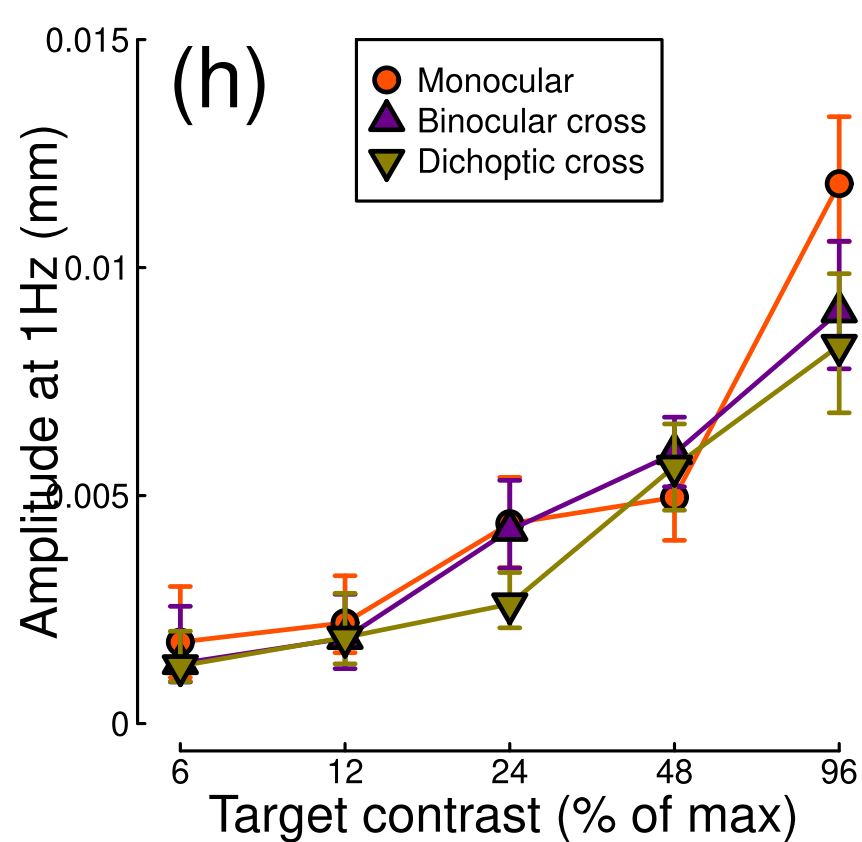 (h)
Monocular
Binocular cross
Dichoptic cross
Amplitude at 1Hz (mm)
0.015
0.01
0.005
0
6 12 24 48 96
Target contrast (% of max)